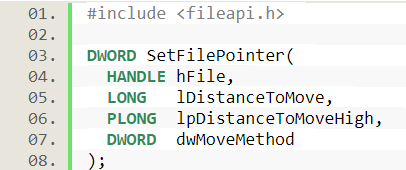 01. #include <fileapi.h>
02.
03. DWORD SetFilePointer(
04.   HANDLE hFile,
05.   LONG   lDistanceToMove,
06.   PLONG  lpDistanceToMoveHigh,
07.   DWORD  dwMoveMethod
08. );